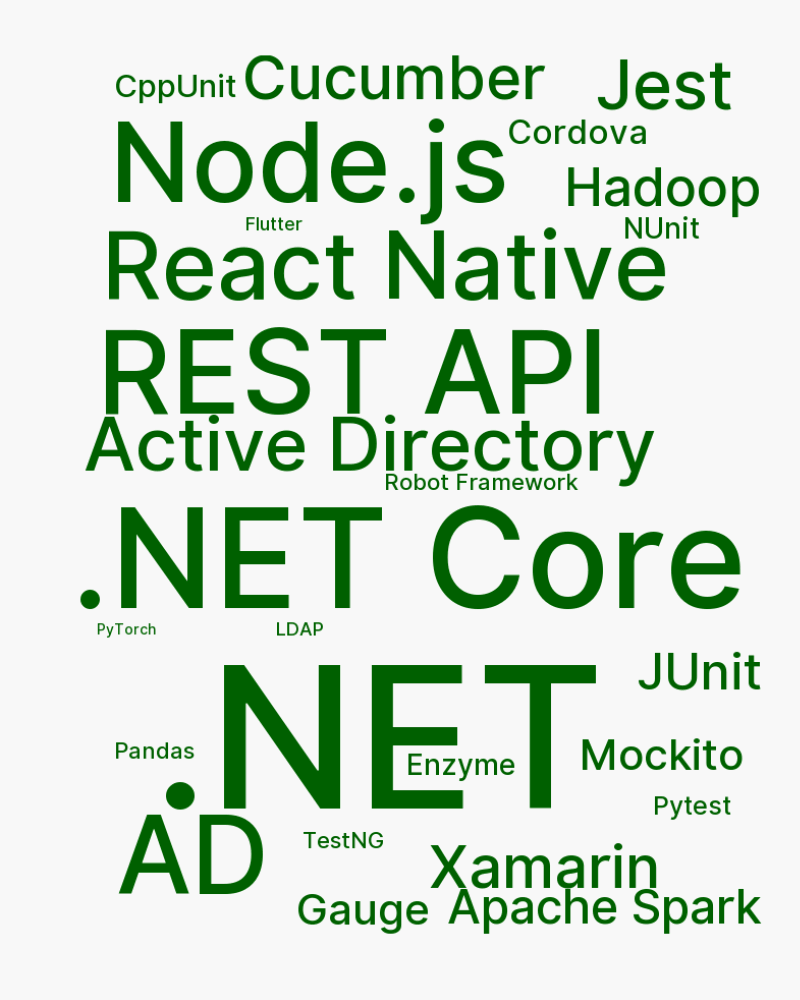 CppUnit Cucumber Jest
Node.js Cordova
Hadoop
Flutter NUnit
React Native
REST API
Active Directory
Robot Framework
.NET Core
PyTorch LDAP
JUnit
.NET
Pandas Enzyme Mockito
Pytest
AD TestNG
Xamarin
Gauge Apache Spark